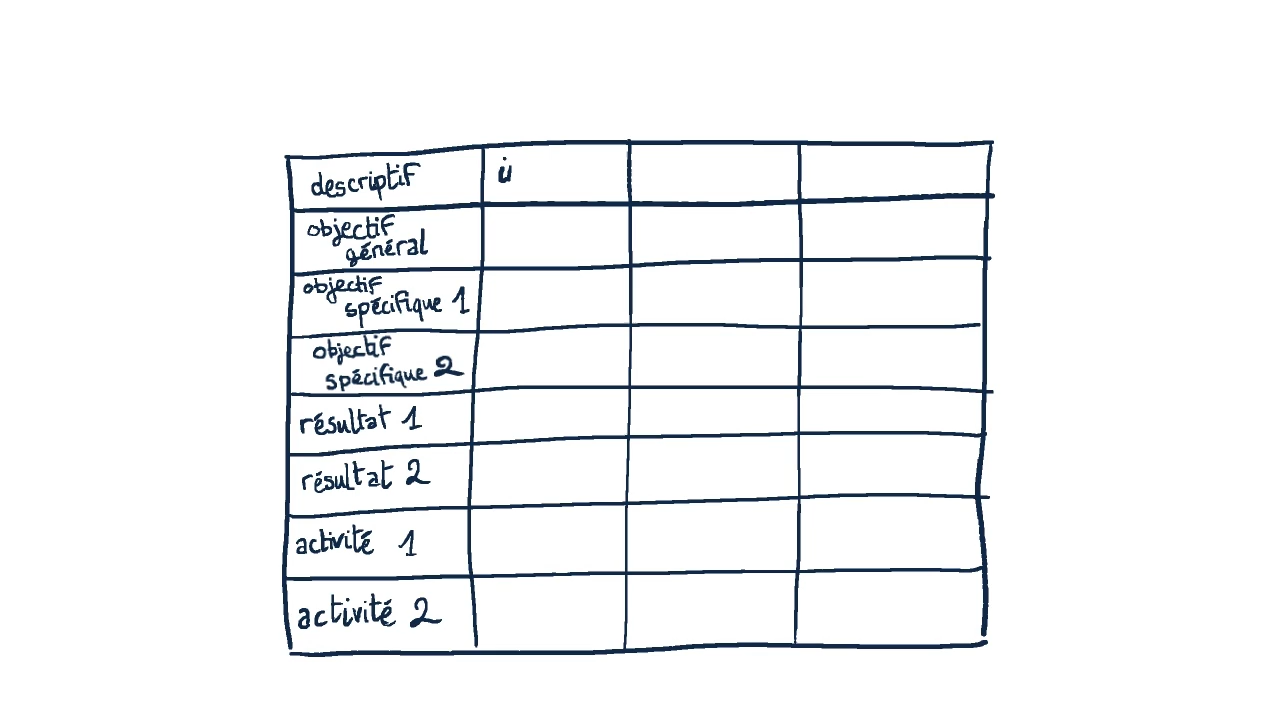 descriptif
objectif
général
objectif
spécifique 1
objectif
spécifique 2
résultat 1
résultat 2
activité 1
activité 2